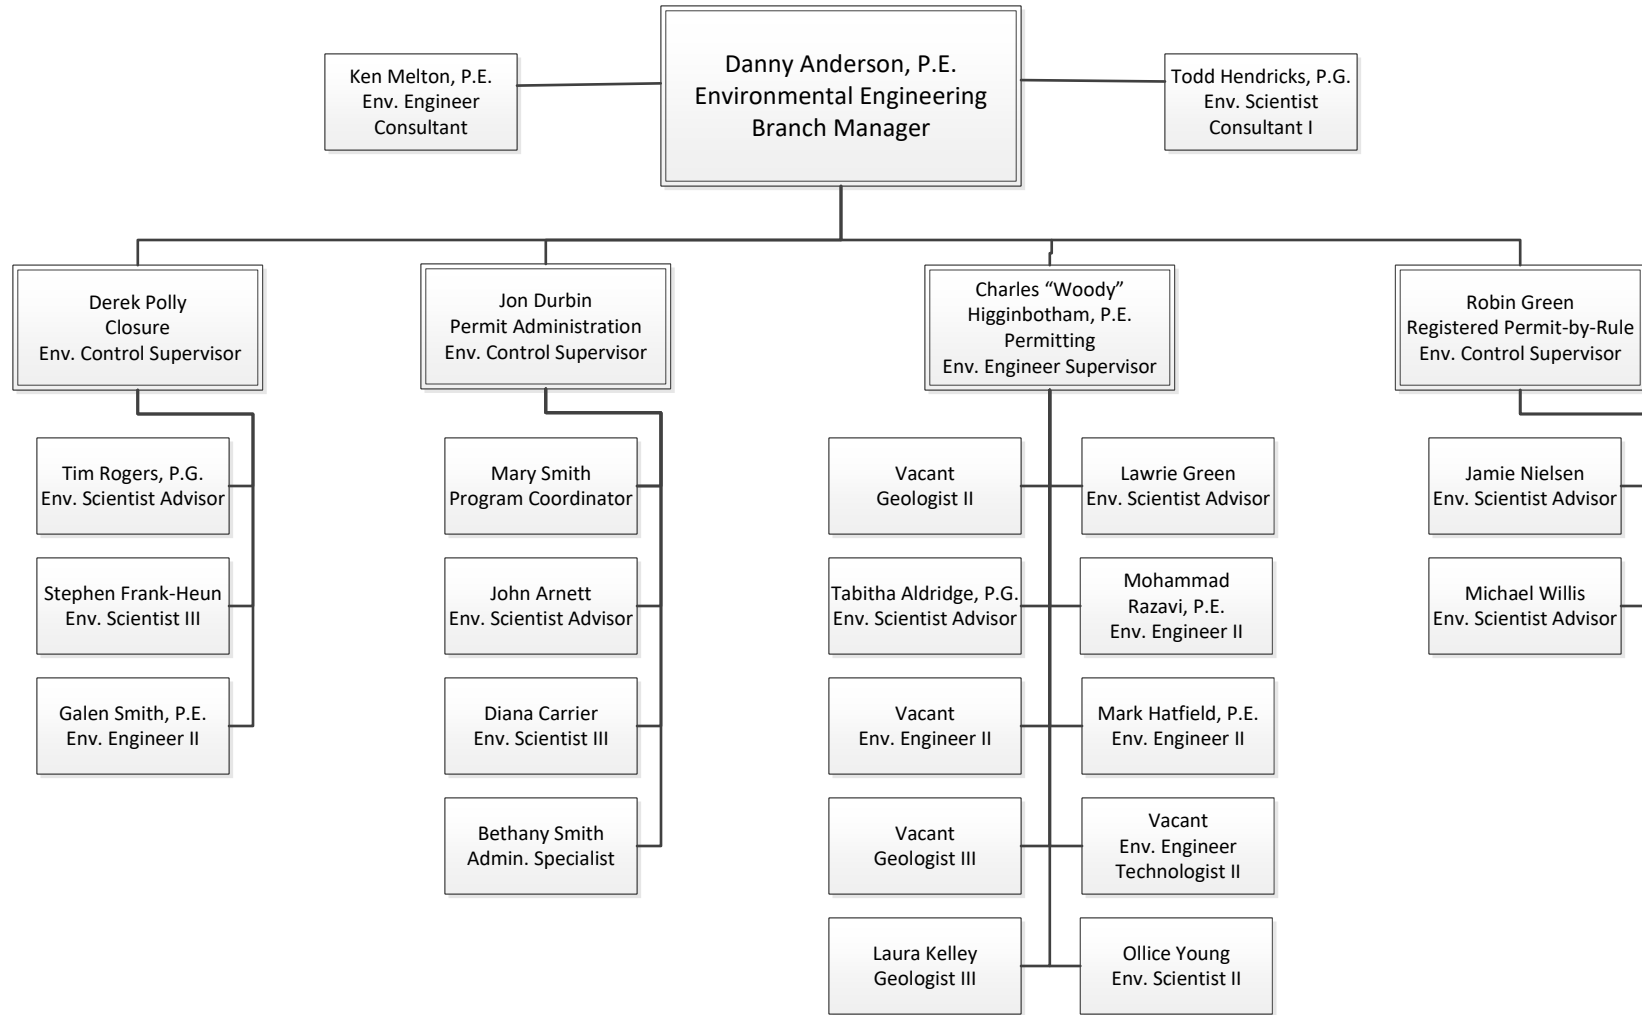 Danny Anderson, P.E.
Environmental Engineering
Branch Manager
Ken Melton, P.E.
Env. Engineer
Consultant
Todd Hendricks, P.G.
Env. Scientist
Consultant I
Derek Polly
Closure
Env. Control Supervisor
Jon Durbin
Permit Administration
Env. Control Supervisor
Charles “Woody”
Higginbotham, P.E.
Permitting
Env. Engineer Supervisor
Robin Green
Registered Permit-by-Rule
Env. Control Supervisor
Tim Rogers, P.G.
Env. Scientist Advisor
Stephen Frank-Heun
Env. Scientist III
Galen Smith, P.E.
Env. Engineer II
Mary Smith
Program Coordinator
John Arnett
Env. Scientist Advisor
Diana Carrier
Env. Scientist III
Bethany Smith
Admin. Specialist
Vacant
Geologist II
Lawrie Green
Env. Scientist Advisor
Tabitha Aldridge, P.G.
Env. Scientist Advisor
Mohammad
Razavi, P.E.
Env. Engineer II
Vacant
Env. Engineer II
Mark Hatfield, P.E.
Env. Engineer II
Vacant
Geologist III
Vacant
Env. Engineer
Technologist II
Laura Kelley
Geologist III
Ollice Young
Env. Scientist II
Jamie Nielsen
Env. Scientist Advisor
Michael Willis
Env. Scientist Advisor